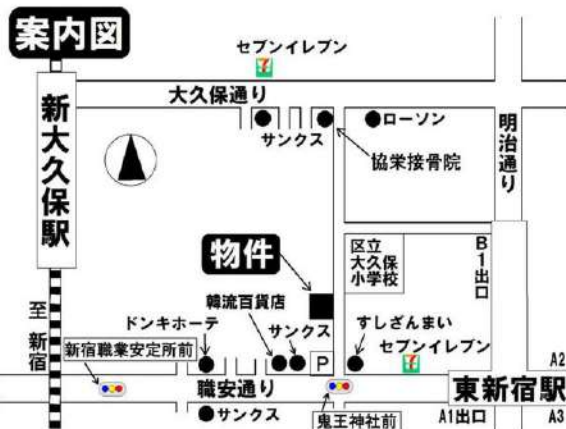 案内図
セブンイレブン
7
大久保通り
サンクス
ローソン
協栄接骨院
新大久保駅
明治通り
物件
区立
大久保
小学校
B1出口
韓流百貨店
ドンキホーテ
サンクス
すしざんまい
セブンイレブン
7
至 新宿
新宿職業安定所前
P
A2
職安通り
東新宿駅
サンクス
鬼王神社前
A1出口
A3